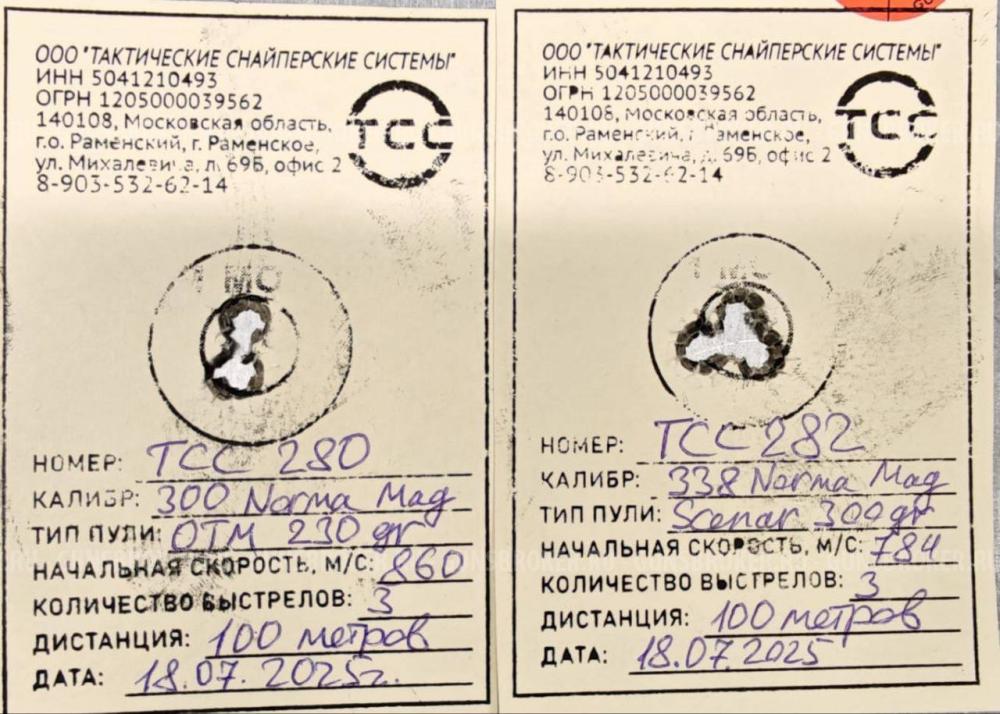 ООО "ТАКТИЧЕСКИЕ СНАЙПЕРСКИЕ СИСТЕМЫ"
ИНН 5041210493
ОГРН 1205000039562
140108, Московская область,
г.о. Раменский, г. Раменское,
ул. Михалевича, д. 69Б, офис 2
8-903-532-62-14
ТСС
1 МОА
НОМЕР: ТСС 280
КАЛИБР: 300 Norma Mag
ТИП ПУЛИ: OTM 230 gr
НАЧАЛЬНАЯ СКОРОСТЬ, М/С: 860
КОЛИЧЕСТВО ВЫСТРЕЛОВ: 3
ДИСТАНЦИЯ: 100 метров
ДАТА: 18.07.2025г.
ООО "ТАКТИЧЕСКИЕ СНАЙПЕРСКИЕ СИСТЕМЫ"
ИНН 5041210493
ОГРН 1205000039562
140108, Московская область,
г.о. Раменский, г. Раменское,
ул. Михалевича, д. 69Б, офис 2
8-903-532-62-14
ТСС
НОМЕР: ТСС 282
КАЛИБР: 338 Norma Mag
ТИП ПУЛИ: Scenar 300 gr
НАЧАЛЬНАЯ СКОРОСТЬ, М/С: 784
КОЛИЧЕСТВО ВЫСТРЕЛОВ: 3
ДИСТАНЦИЯ: 100 метров
ДАТА: 18.07.2025